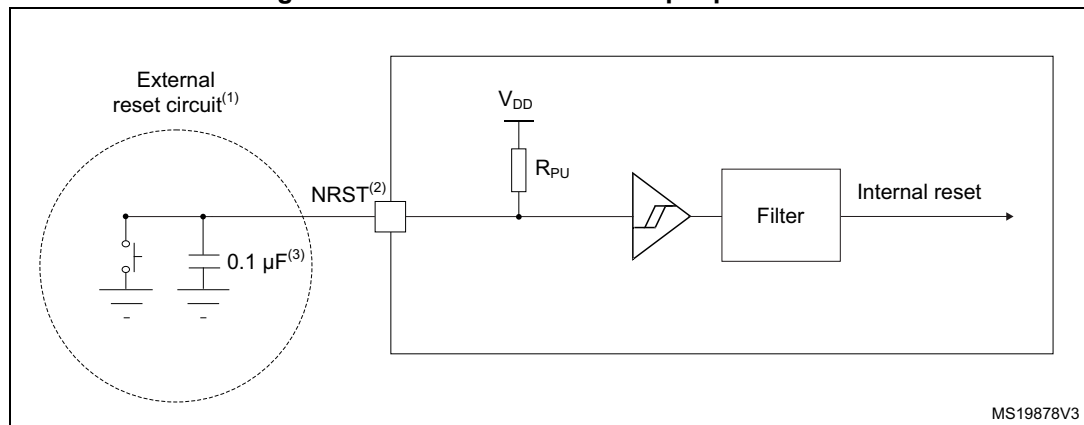 External
reset circuit(1)
VDD
RPU
NRST(2)
Internal reset
Filter
0.1 µF(3)
MS19878V3